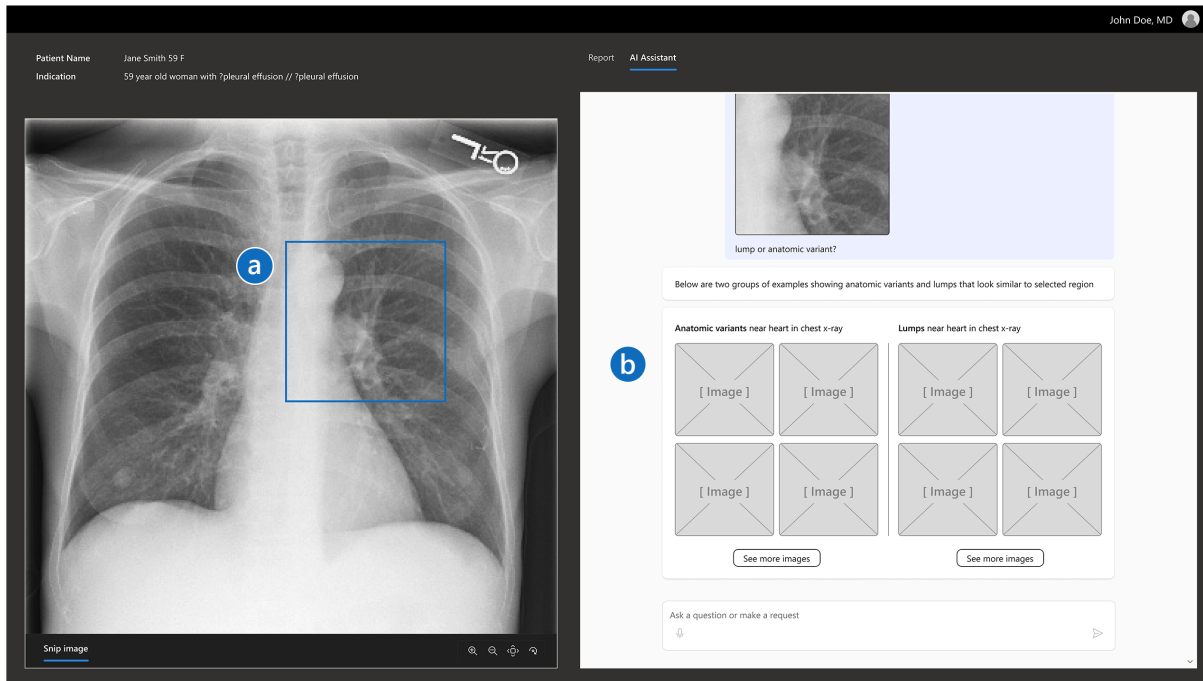 John Doe, MD
Patient Name Jane Smith 59 F
Indication 59 year old woman with ?pleural effusion // ?pleural effusion
Report AI Assistant
a
Snip image
lump or anatomic variant?
Below are two groups of examples showing anatomic variants and lumps that look similar to selected region
b
Anatomic variants near heart in chest x-ray
[ Image ] [ Image ]
[ Image ] [ Image ]
See more images
Lumps near heart in chest x-ray
[ Image ] [ Image ]
[ Image ] [ Image ]
See more images
Ask a question or make a request